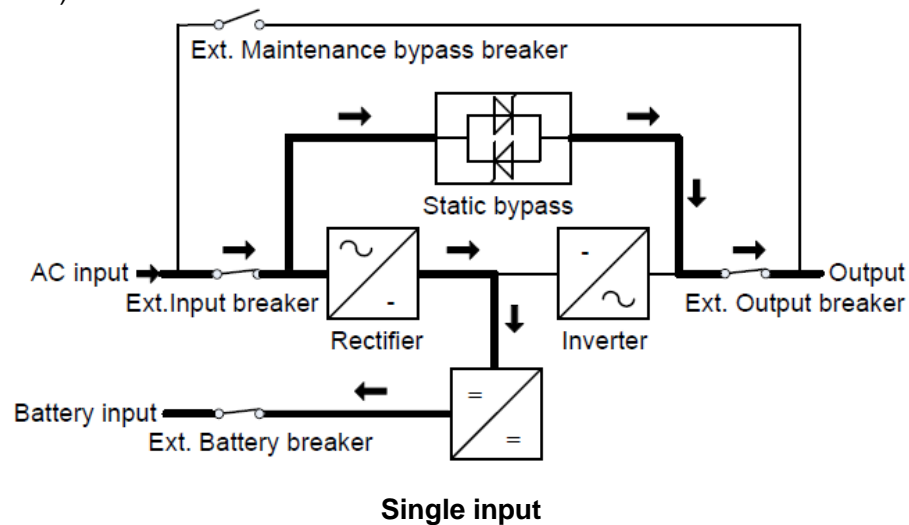 )
Ext. Maintenance bypass breaker
Static bypass
AC input
Output
Ext.Input breaker
Ext. Output breaker
-
-
Rectifier
Inverter
Battery input
=
=
Ext. Battery breaker
Single input